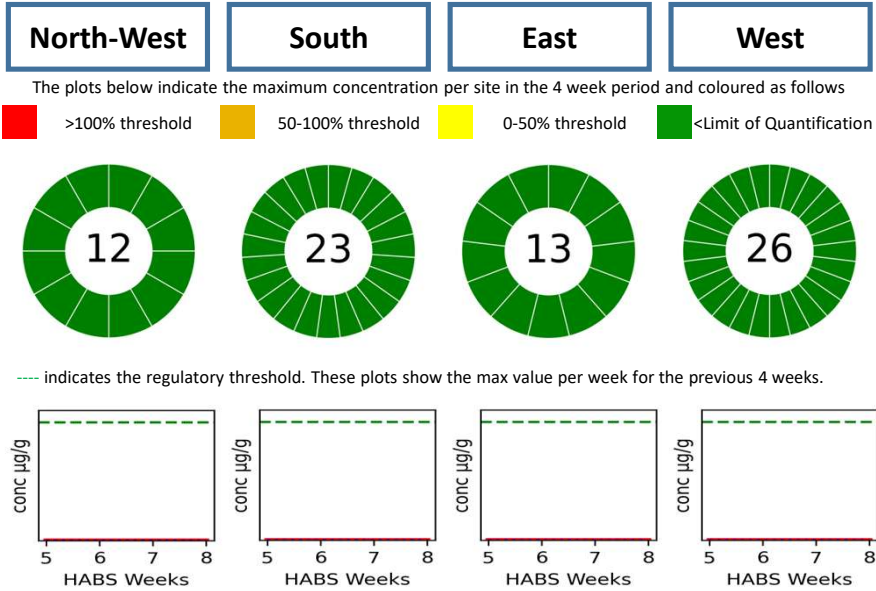 North-West South East West
The plots below indicate the maximum concentration per site in the 4 week period and coloured as follows
>100% threshold 50-100% threshold 0-50% threshold <Limit of Quantification
12 23 13 26
---- indicates the regulatory threshold. These plots show the max value per week for the previous 4 weeks.
conc µg/g conc µg/g conc µg/g conc µg/g
5 6 7 8 5 6 7 8 5 6 7 8 5 6 7 8
HABS Weeks HABS Weeks HABS Weeks HABS Weeks